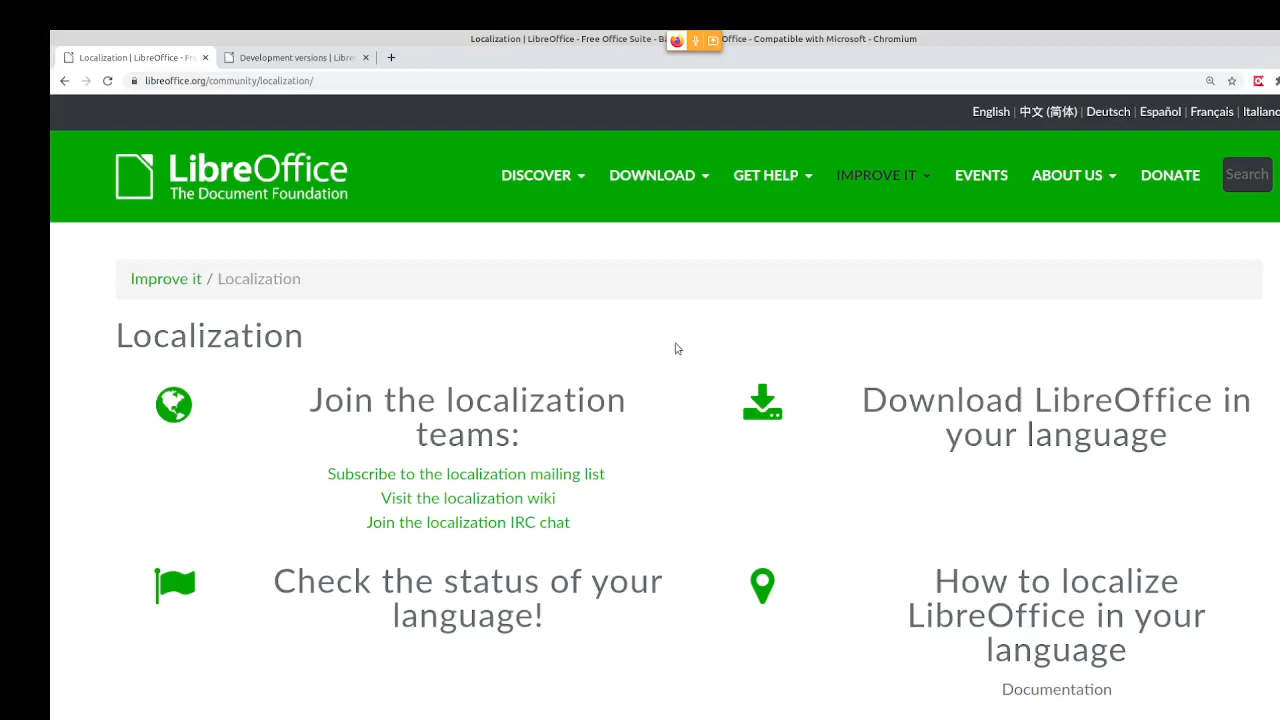 Localization | LibreOffice - Free Office Suite - B
ffice - Compatible with Microsoft - Chromium
Localization | LibreOffice - Fr
Development versions | Libre
libreoffice.org/community/localization/
English | 中文 (简体) | Deutsch | Español | Français | Italiano
LibreOffice
The Document Foundation
DISCOVER DOWNLOAD GET HELP IMPROVE IT EVENTS ABOUT US DONATE Search
Improve it / Localization
Localization
Join the localization
teams:
Subscribe to the localization mailing list
Visit the localization wiki
Join the localization IRC chat
Download LibreOffice in
your language
Check the status of your
language!
How to localize
LibreOffice in your
language
Documentation